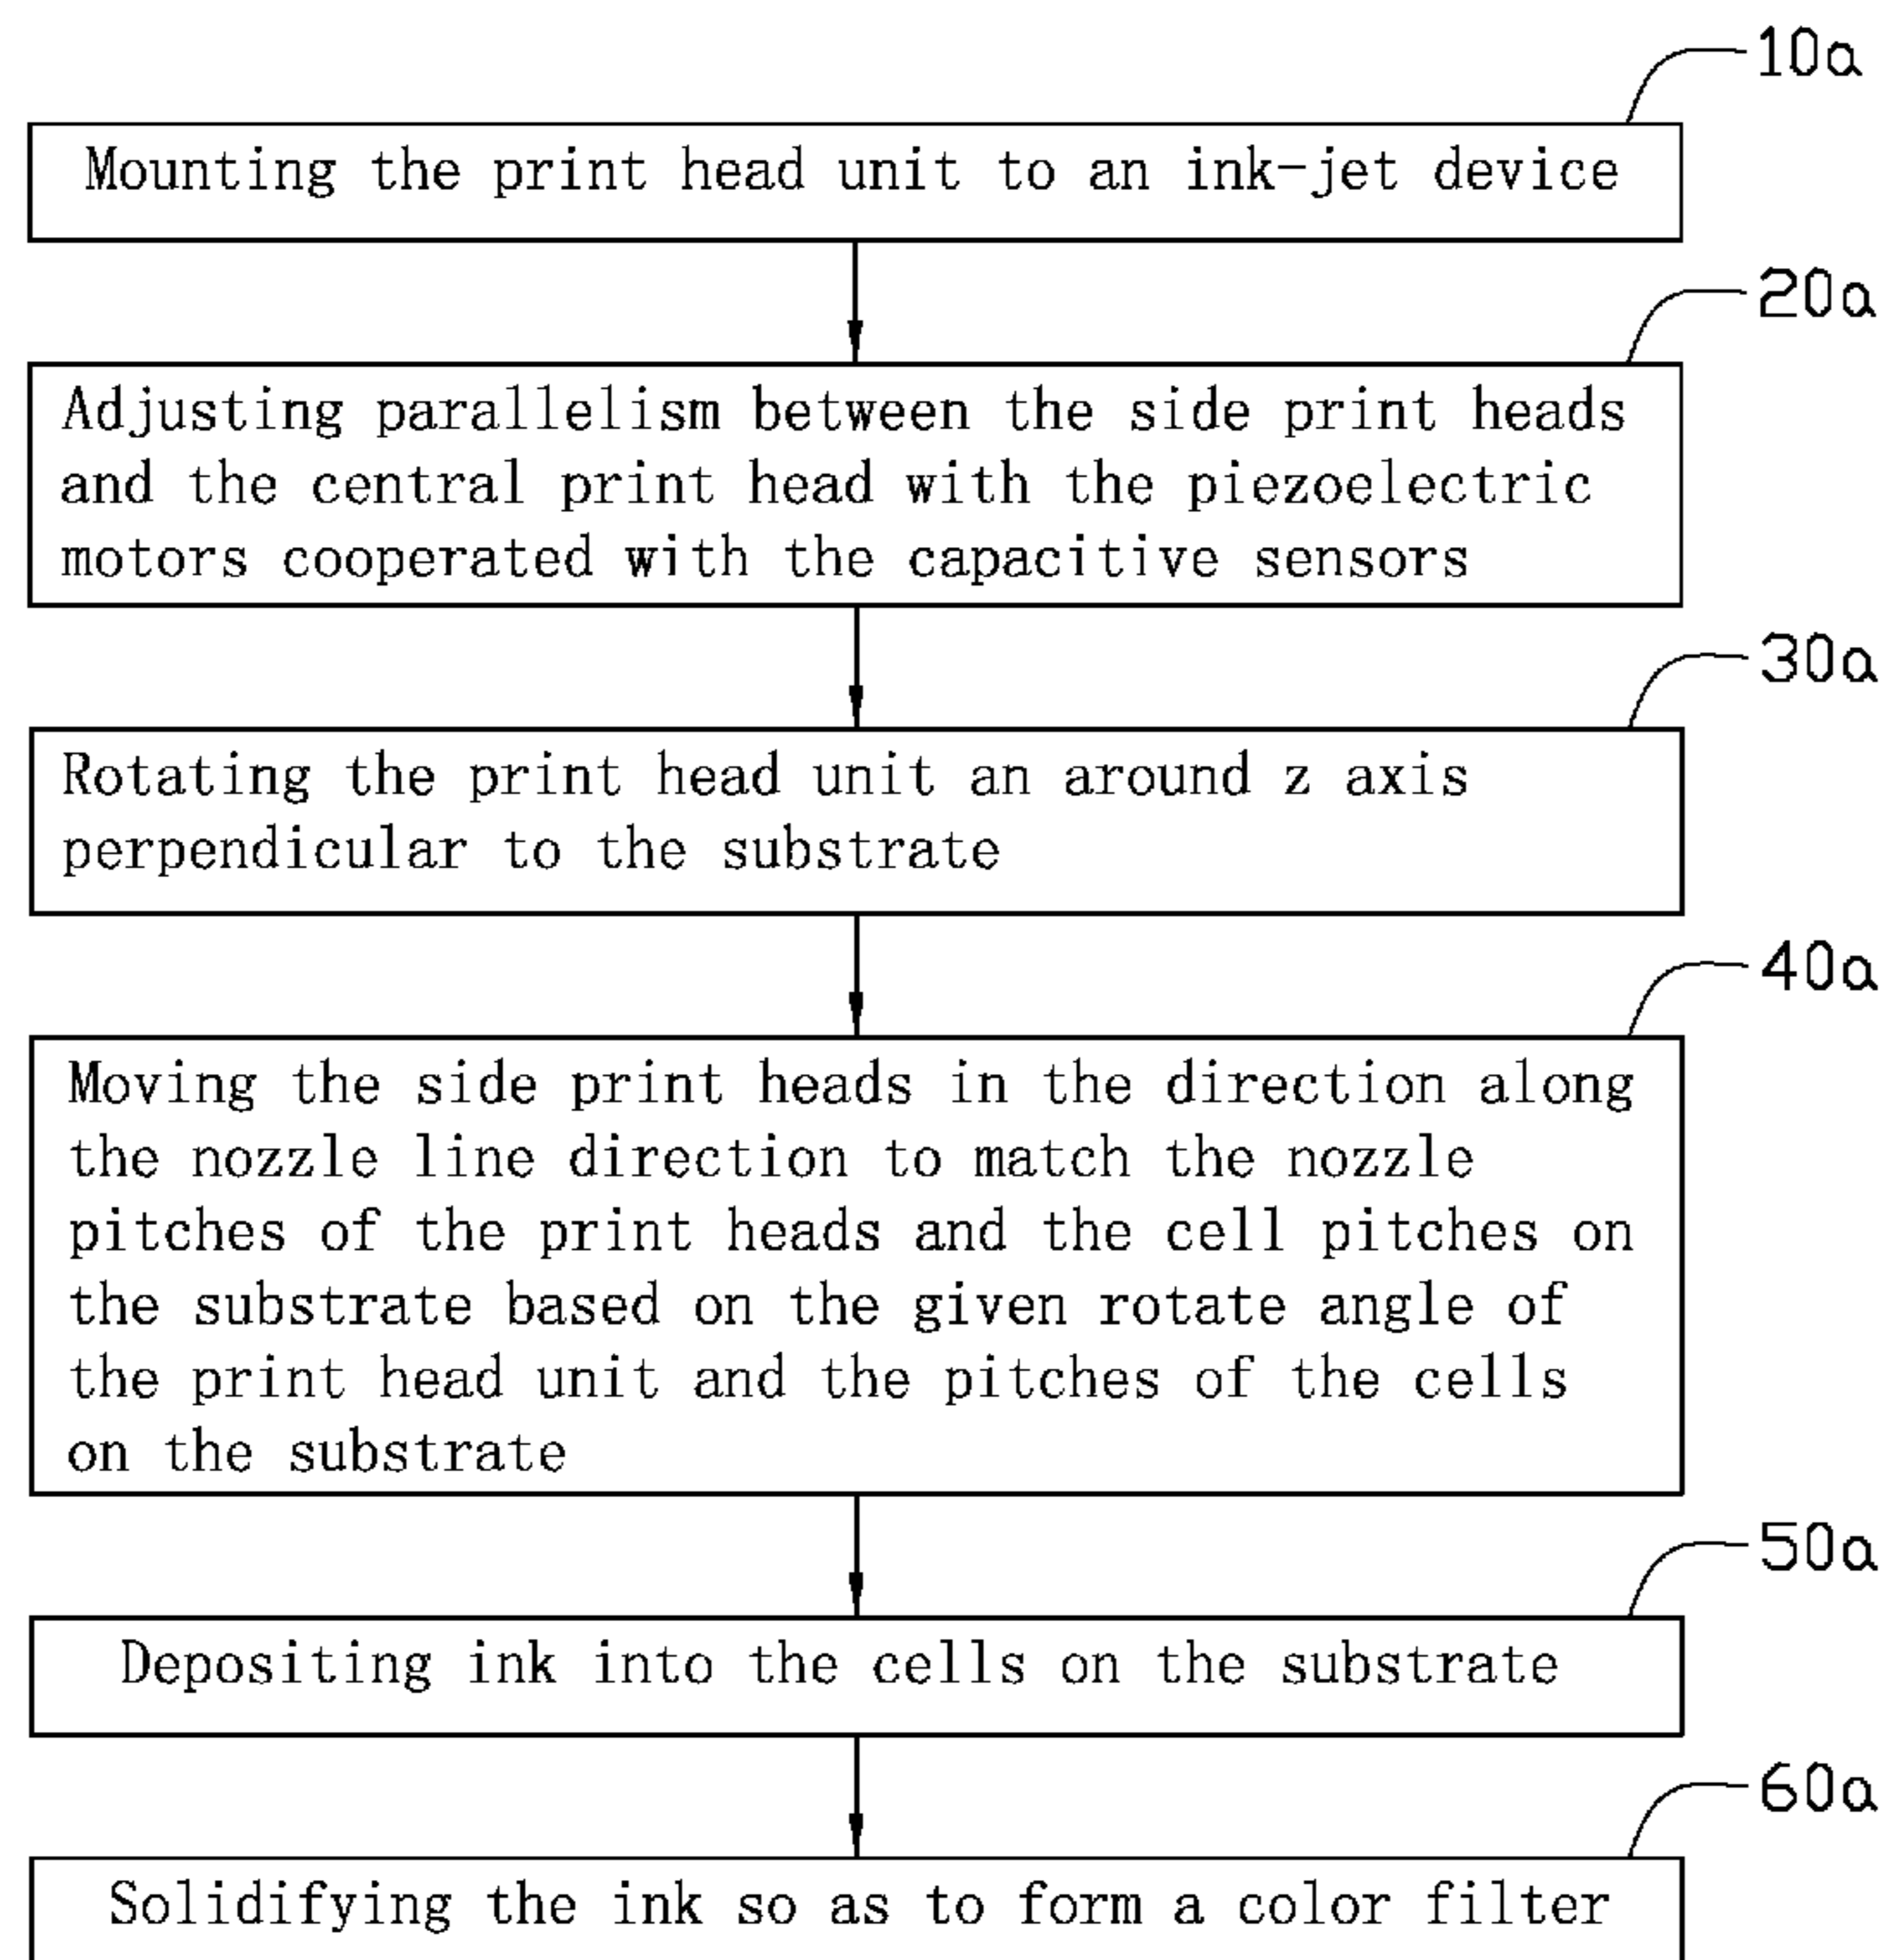 10a
Mounting the print head unit to an ink-jet device
20a
Adjusting parallelism between the side print heads
and the central print head with the piezoelectric
motors cooperated with the capacitive sensors
30a
Rotating the print head unit an around z axis
perpendicular to the substrate
40a
Moving the side print heads in the direction along
the nozzle line direction to match the nozzle
pitches of the print heads and the cell pitches on
the substrate based on the given rotate angle of
the print head unit and the pitches of the cells
on the substrate
50a
Depositing ink into the cells on the substrate
60a
Solidifying the ink so as to form a color filter